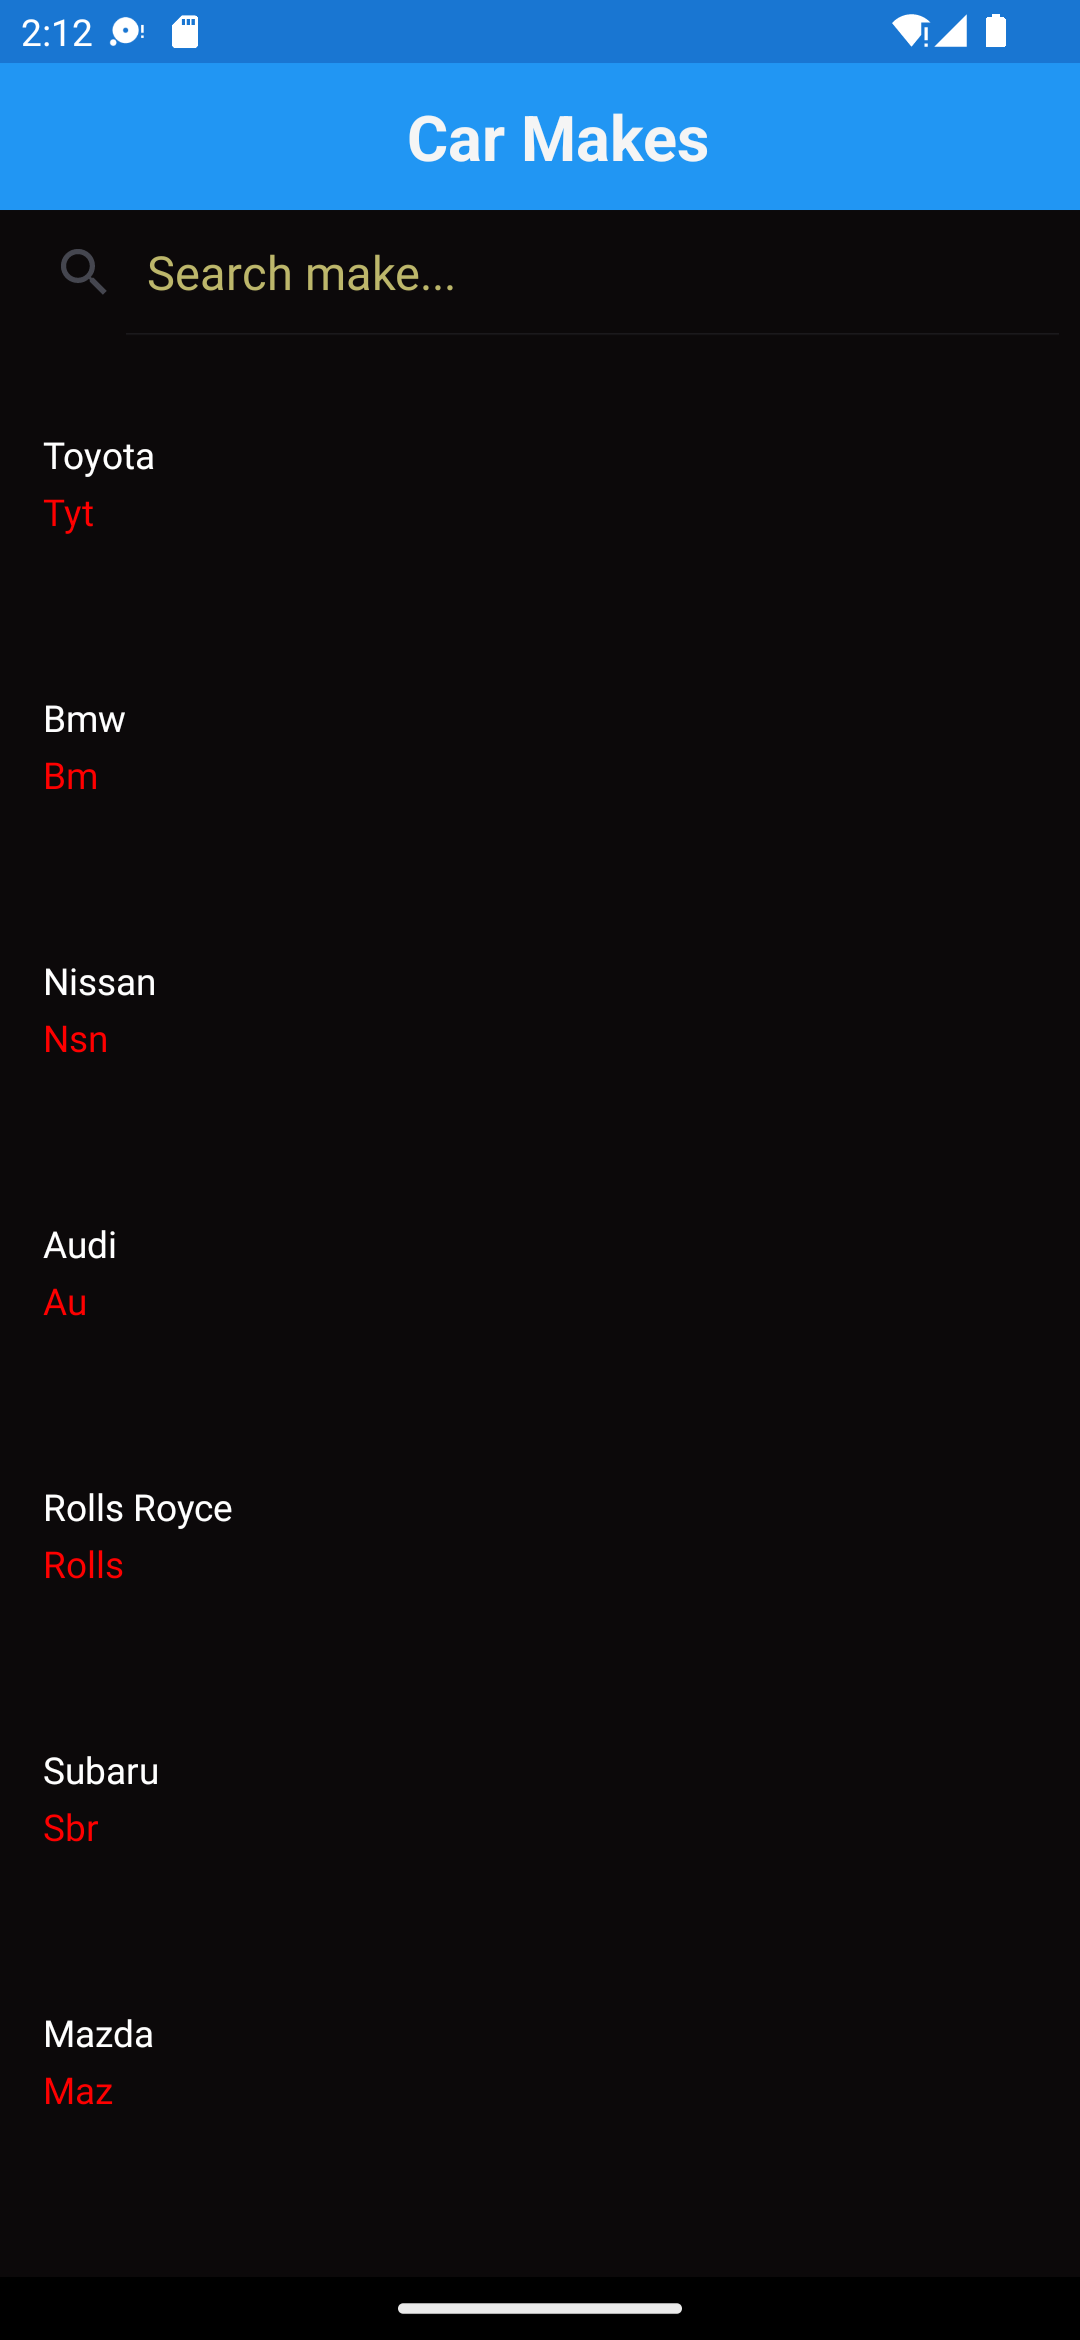 2:12
Car Makes
Search make...
Toyota
Tyt
Bmw
Bm
Nissan
Nsn
Audi
Au
Rolls Royce
Rolls
Subaru
Sbr
Mazda
Maz